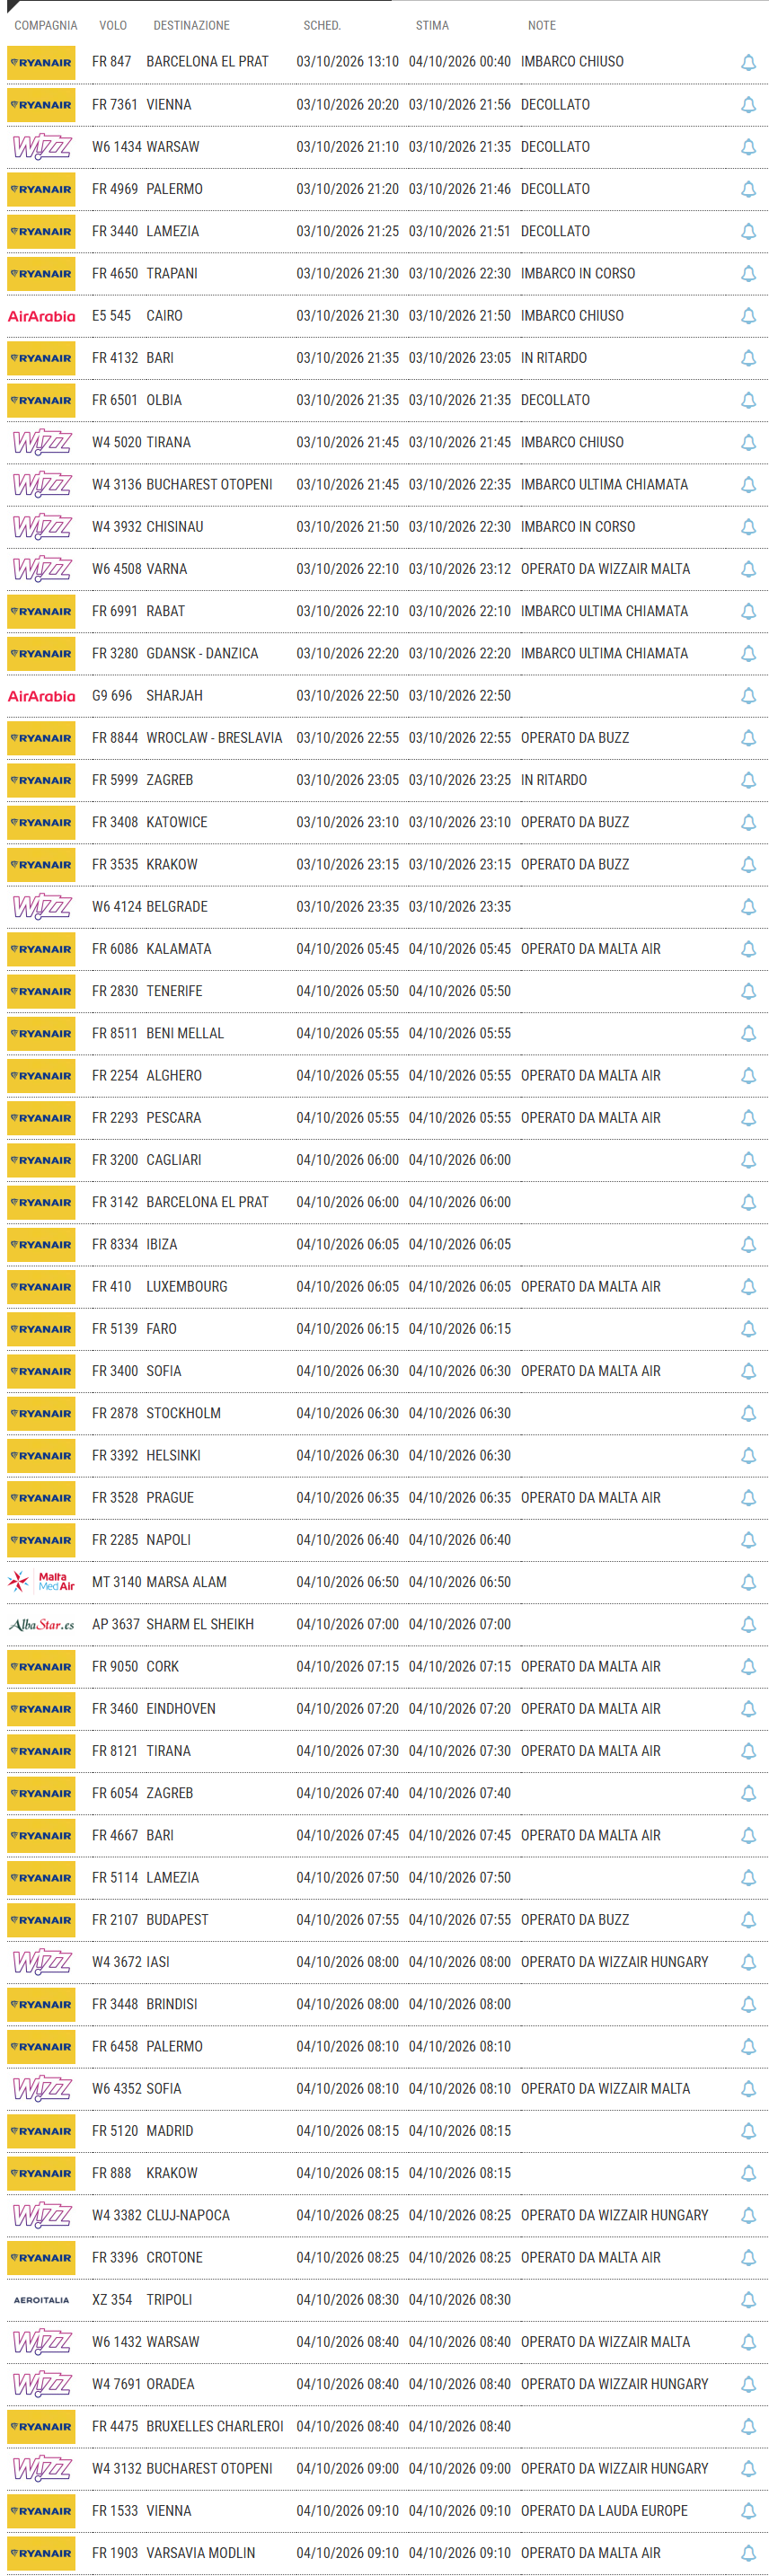 COMPAGNIA VOLO DESTINAZIONE SCHED. STIMA NOTE
RYANAIR FR 847 BARCELONA EL PRAT 03/10/2026 13:10 04/10/2026 00:40 IMBARCO CHIUSO
RYANAIR FR 7361 VIENNA 03/10/2026 20:20 03/10/2026 21:56 DECOLLATO
WIZZ W6 1434 WARSAW 03/10/2026 21:10 03/10/2026 21:35 DECOLLATO
RYANAIR FR 4969 PALERMO 03/10/2026 21:20 03/10/2026 21:46 DECOLLATO
RYANAIR FR 3440 LAMEZIA 03/10/2026 21:25 03/10/2026 21:51 DECOLLATO
RYANAIR FR 4650 TRAPANI 03/10/2026 21:30 03/10/2026 22:30 IMBARCO IN CORSO
AirArabia E5 545 CAIRO 03/10/2026 21:30 03/10/2026 21:50 IMBARCO CHIUSO
RYANAIR FR 4132 BARI 03/10/2026 21:35 03/10/2026 23:05 IN RITARDO
RYANAIR FR 6501 OLBIA 03/10/2026 21:35 03/10/2026 21:35 DECOLLATO
WIZZ W4 5020 TIRANA 03/10/2026 21:45 03/10/2026 21:45 IMBARCO CHIUSO
WIZZ W4 3136 BUCHAREST OTOPENI 03/10/2026 21:45 03/10/2026 22:35 IMBARCO ULTIMA CHIAMATA
WIZZ W4 3932 CHISINAU 03/10/2026 21:50 03/10/2026 22:30 IMBARCO IN CORSO
WIZZ W6 4508 VARNA 03/10/2026 22:10 03/10/2026 23:12 OPERATO DA WIZZAIR MALTA
RYANAIR FR 6991 RABAT 03/10/2026 22:10 03/10/2026 22:10 IMBARCO ULTIMA CHIAMATA
RYANAIR FR 3280 GDANSK - DANZICA 03/10/2026 22:20 03/10/2026 22:20 IMBARCO ULTIMA CHIAMATA
AirArabia G9 696 SHARJAH 03/10/2026 22:50 03/10/2026 22:50
RYANAIR FR 8844 WROCLAW - BRESLAVIA 03/10/2026 22:55 03/10/2026 22:55 OPERATO DA BUZZ
RYANAIR FR 5999 ZAGREB 03/10/2026 23:05 03/10/2026 23:25 IN RITARDO
RYANAIR FR 3408 KATOWICE 03/10/2026 23:10 03/10/2026 23:10 OPERATO DA BUZZ
RYANAIR FR 3535 KRAKOW 03/10/2026 23:15 03/10/2026 23:15 OPERATO DA BUZZ
WIZZ W6 4124 BELGRADE 03/10/2026 23:35 03/10/2026 23:35
RYANAIR FR 6086 KALAMATA 04/10/2026 05:45 04/10/2026 05:45 OPERATO DA MALTA AIR
RYANAIR FR 2830 TENERIFE 04/10/2026 05:50 04/10/2026 05:50
RYANAIR FR 8511 BENI MELLAL 04/10/2026 05:55 04/10/2026 05:55
RYANAIR FR 2254 ALGHERO 04/10/2026 05:55 04/10/2026 05:55 OPERATO DA MALTA AIR
RYANAIR FR 2293 PESCARA 04/10/2026 05:55 04/10/2026 05:55 OPERATO DA MALTA AIR
RYANAIR FR 3200 CAGLIARI 04/10/2026 06:00 04/10/2026 06:00
RYANAIR FR 3142 BARCELONA EL PRAT 04/10/2026 06:00 04/10/2026 06:00
RYANAIR FR 8334 IBIZA 04/10/2026 06:05 04/10/2026 06:05
RYANAIR FR 410 LUXEMBOURG 04/10/2026 06:05 04/10/2026 06:05 OPERATO DA MALTA AIR
RYANAIR FR 5139 FARO 04/10/2026 06:15 04/10/2026 06:15
RYANAIR FR 3400 SOFIA 04/10/2026 06:30 04/10/2026 06:30 OPERATO DA MALTA AIR
RYANAIR FR 2878 STOCKHOLM 04/10/2026 06:30 04/10/2026 06:30
RYANAIR FR 3392 HELSINKI 04/10/2026 06:30 04/10/2026 06:30
RYANAIR FR 3528 PRAGUE 04/10/2026 06:35 04/10/2026 06:35 OPERATO DA MALTA AIR
RYANAIR FR 2285 NAPOLI 04/10/2026 06:40 04/10/2026 06:40
Malta MedAir MT 3140 MARSA ALAM 04/10/2026 06:50 04/10/2026 06:50
AlbaStar.es AP 3637 SHARM EL SHEIKH 04/10/2026 07:00 04/10/2026 07:00
RYANAIR FR 9050 CORK 04/10/2026 07:15 04/10/2026 07:15 OPERATO DA MALTA AIR
RYANAIR FR 3460 EINDHOVEN 04/10/2026 07:20 04/10/2026 07:20 OPERATO DA MALTA AIR
RYANAIR FR 8121 TIRANA 04/10/2026 07:30 04/10/2026 07:30 OPERATO DA MALTA AIR
RYANAIR FR 6054 ZAGREB 04/10/2026 07:40 04/10/2026 07:40
RYANAIR FR 4667 BARI 04/10/2026 07:45 04/10/2026 07:45 OPERATO DA MALTA AIR
RYANAIR FR 5114 LAMEZIA 04/10/2026 07:50 04/10/2026 07:50
RYANAIR FR 2107 BUDAPEST 04/10/2026 07:55 04/10/2026 07:55 OPERATO DA BUZZ
WIZZ W4 3672 IASI 04/10/2026 08:00 04/10/2026 08:00 OPERATO DA WIZZAIR HUNGARY
RYANAIR FR 3448 BRINDISI 04/10/2026 08:00 04/10/2026 08:00
RYANAIR FR 6458 PALERMO 04/10/2026 08:10 04/10/2026 08:10
WIZZ W6 4352 SOFIA 04/10/2026 08:10 04/10/2026 08:10 OPERATO DA WIZZAIR MALTA
RYANAIR FR 5120 MADRID 04/10/2026 08:15 04/10/2026 08:15
RYANAIR FR 888 KRAKOW 04/10/2026 08:15 04/10/2026 08:15
WIZZ W4 3382 CLUJ-NAPOCA 04/10/2026 08:25 04/10/2026 08:25 OPERATO DA WIZZAIR HUNGARY
RYANAIR FR 3396 CROTONE 04/10/2026 08:25 04/10/2026 08:25 OPERATO DA MALTA AIR
AEROITALIA XZ 354 TRIPOLI 04/10/2026 08:30 04/10/2026 08:30
WIZZ W6 1432 WARSAW 04/10/2026 08:40 04/10/2026 08:40 OPERATO DA WIZZAIR MALTA
WIZZ W4 7691 ORADEA 04/10/2026 08:40 04/10/2026 08:40 OPERATO DA WIZZAIR HUNGARY
RYANAIR FR 4475 BRUXELLES CHARLEROI 04/10/2026 08:40 04/10/2026 08:40
WIZZ W4 3132 BUCHAREST OTOPENI 04/10/2026 09:00 04/10/2026 09:00 OPERATO DA WIZZAIR HUNGARY
RYANAIR FR 1533 VIENNA 04/10/2026 09:10 04/10/2026 09:10 OPERATO DA LAUDA EUROPE
RYANAIR FR 1903 VARSAVIA MODLIN 04/10/2026 09:10 04/10/2026 09:10 OPERATO DA MALTA AIR